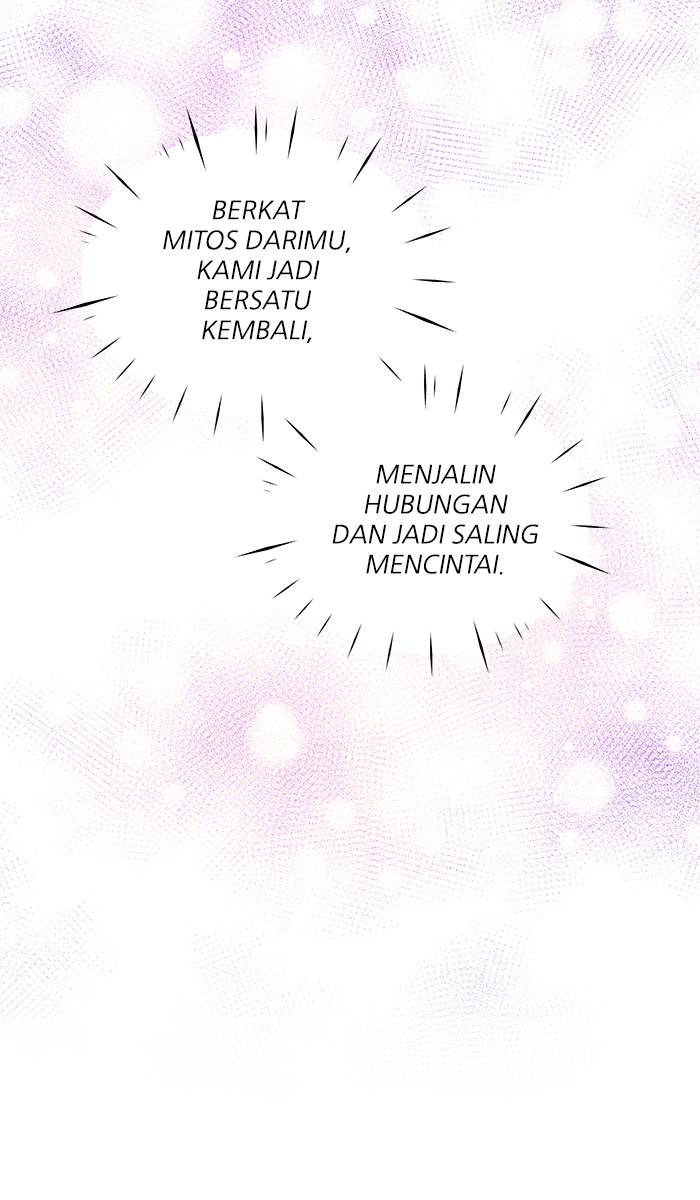 BERKAT
MITOS DARIMU,
KAMI JADI
BERSATU
KEMBALI,
MENJALIN
HUBUNGAN
DAN JADI SALING
MENCINTAI.